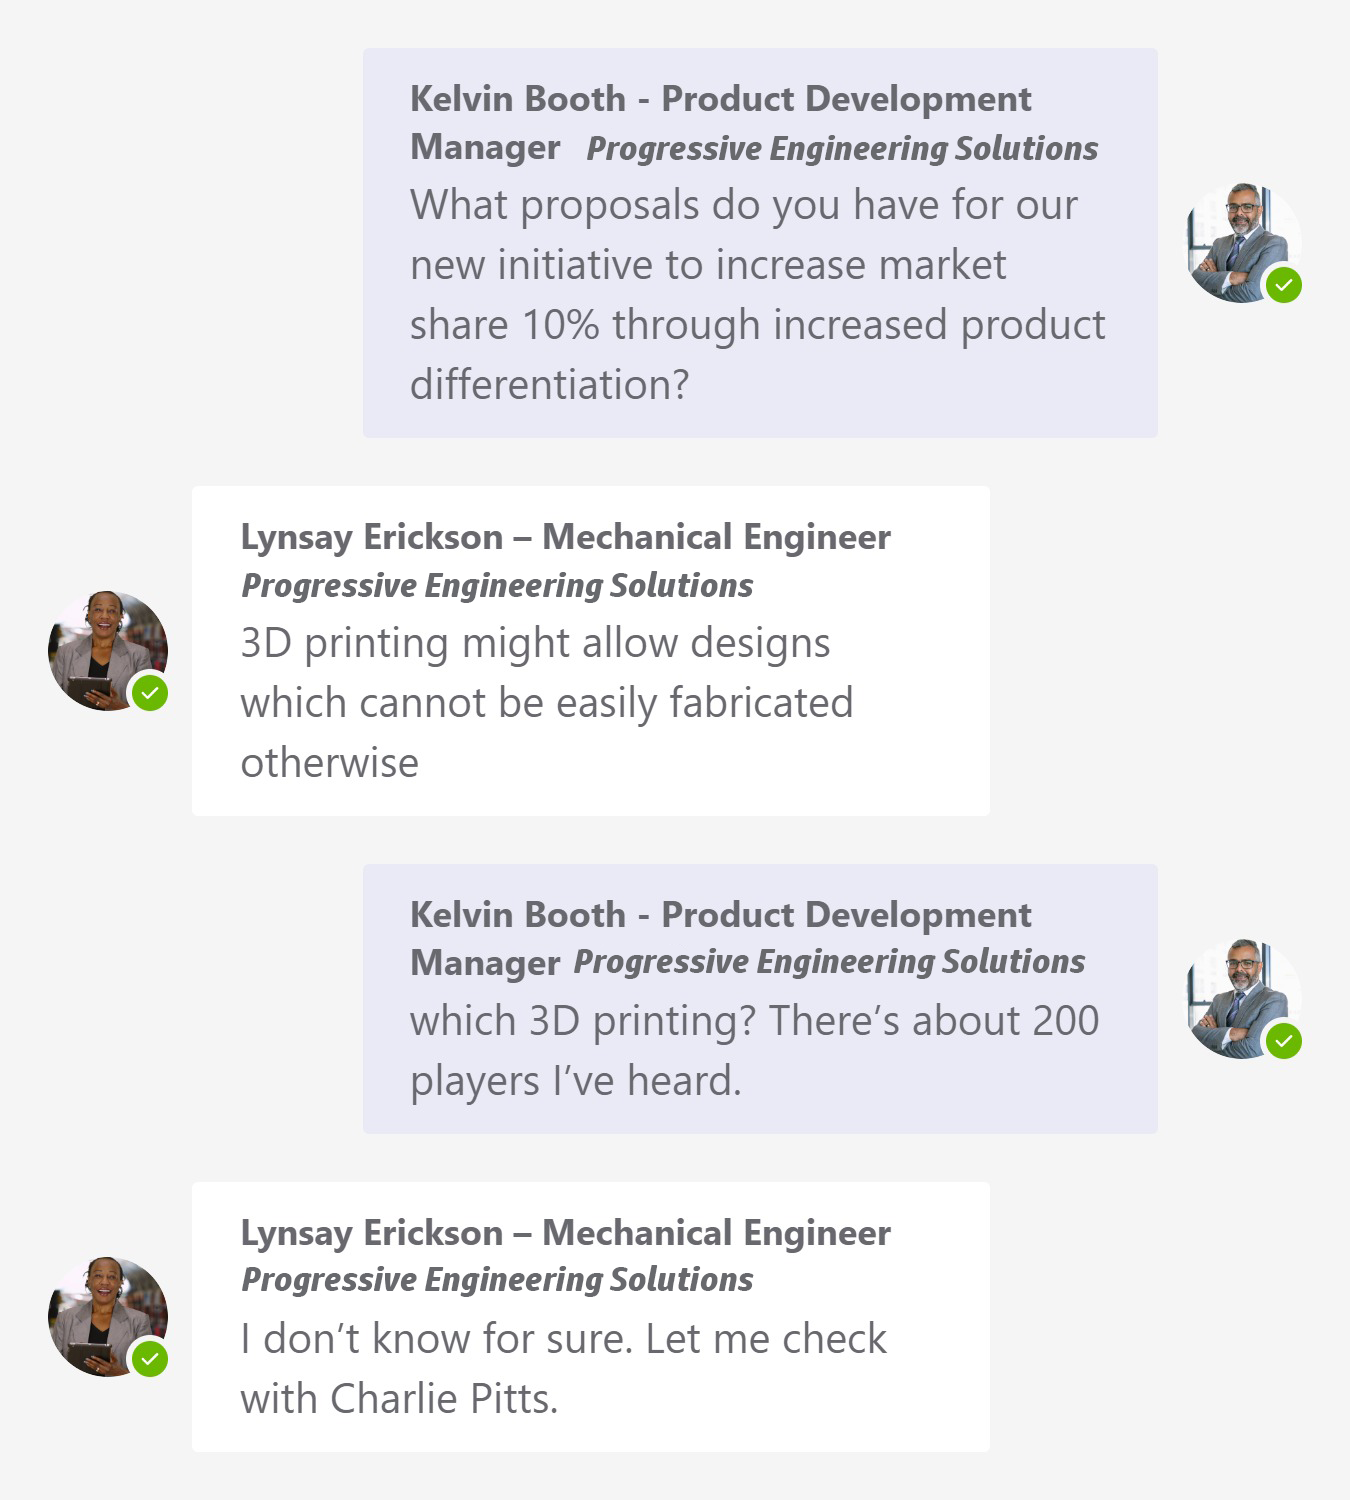 Kelvin Booth - Product Development
Manager Progressive Engineering Solutions
What proposals do you have for our
new initiative to increase market
share 10% through increased product
differentiation?
Lynsay Erickson – Mechanical Engineer
Progressive Engineering Solutions
3D printing might allow designs
which cannot be easily fabricated
otherwise
Kelvin Booth - Product Development
Manager Progressive Engineering Solutions
which 3D printing? There’s about 200
players I’ve heard.
Lynsay Erickson – Mechanical Engineer
Progressive Engineering Solutions
I don’t know for sure. Let me check
with Charlie Pitts.